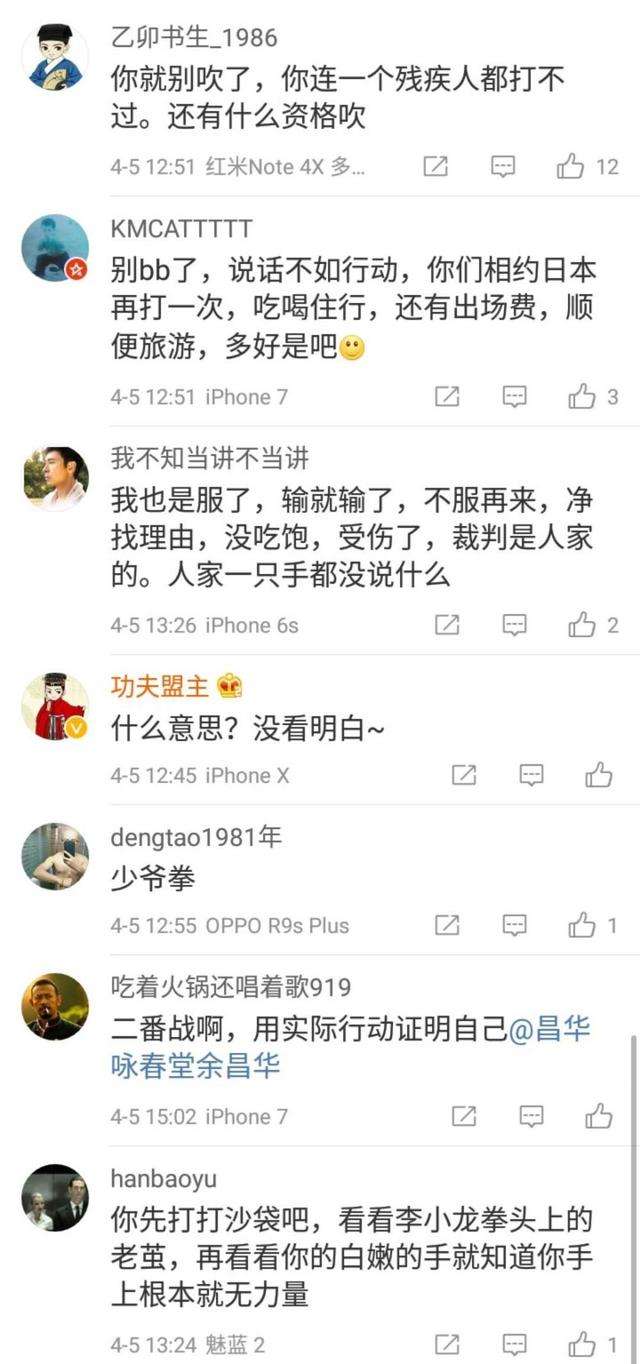 乙卯书生_1986
你就别吹了，你连一个残疾人都打不
过。还有什么资格吹
4-5 12:51 红米Note 4X 多... 12
KMCATTTTT
别bb了，说话不如行动，你们相约日本
再打一次，吃喝住行，还有出场费，顺
便旅游，多好是吧
4-5 12:51 iPhone 7 3
我不知当讲不当讲
我也是服了，输就输了，不服再来，净
找理由，没吃饱，受伤了，裁判是人家
的。人家一只手都没说什么
4-5 13:26 iPhone 6s 2
功夫盟主
什么意思？没看明白~
4-5 12:45 iPhone X
dengtao1981年
少爷拳
4-5 12:55 OPPO R9s Plus 1
吃着火锅还唱着歌919
二番战啊，用实际行动证明自己@昌华
咏春堂余昌华
4-5 15:02 iPhone 7
hanbaoyu
你先打打沙袋吧，看看李小龙拳头上的
老茧，再看看你的白嫩的手就知道你手
上根本就无力量
4-5 13:24 魅蓝 2 1